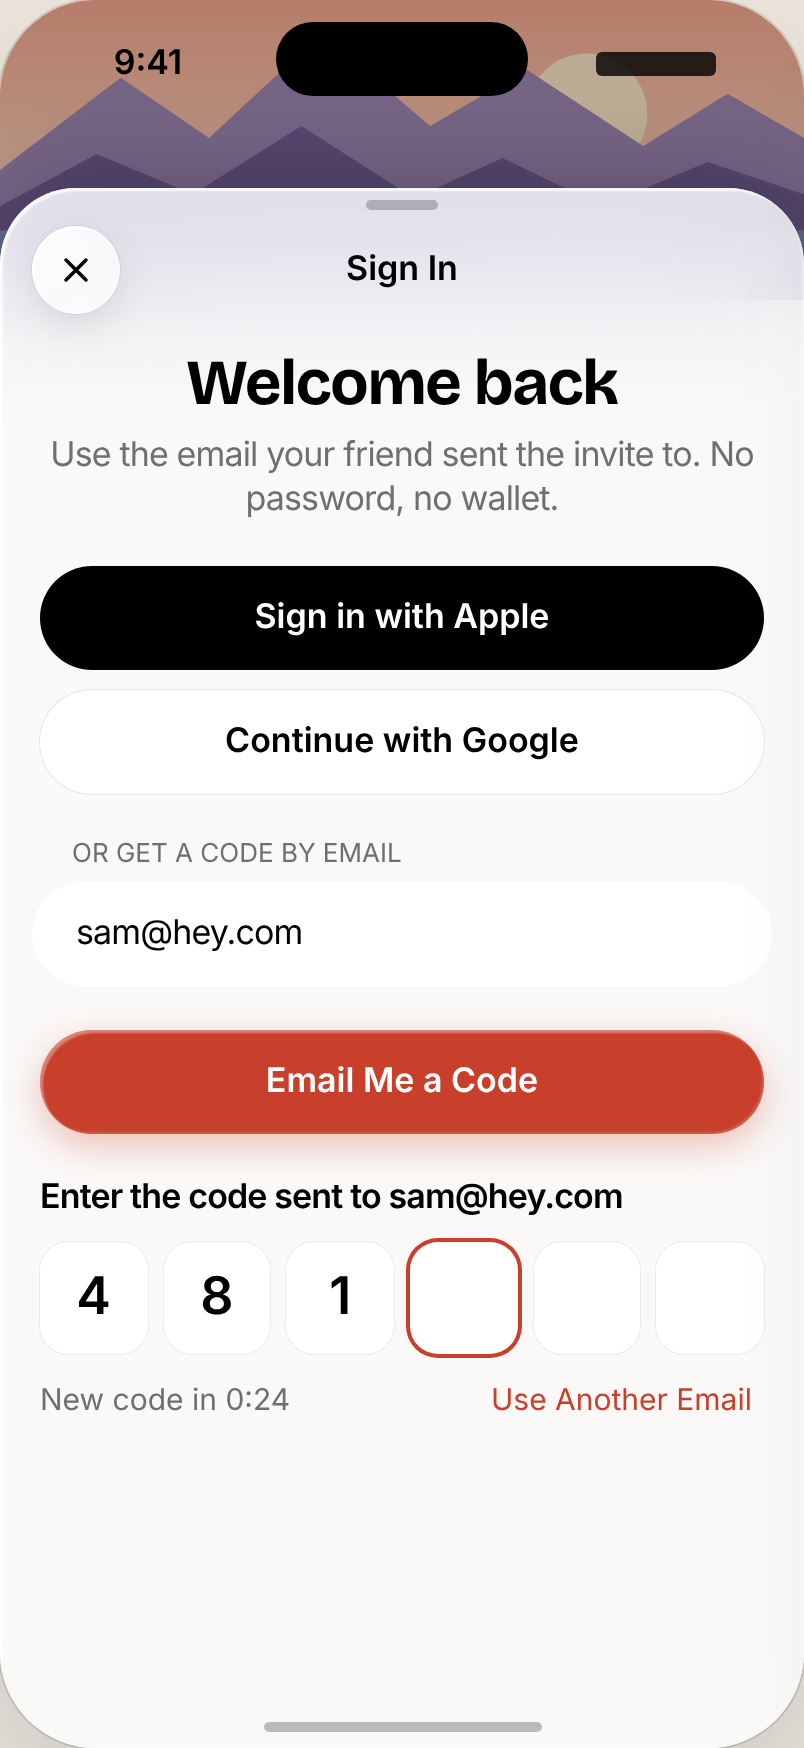 9:41
Sign In
Welcome back
Use the email your friend sent the invite to. No
password, no wallet.
Sign in with Apple
Continue with Google
OR GET A CODE BY EMAIL
sam@hey.com
Email Me a Code
Enter the code sent to sam@hey.com
4 8 1
New code in 0:24 Use Another Email